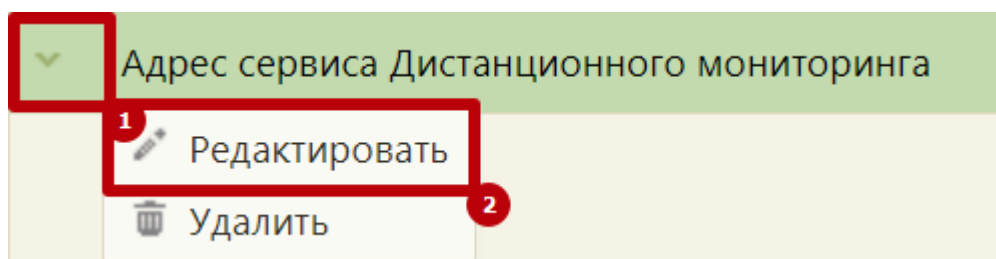 Адрес сервиса Дистанционного мониторинга
1
Редактировать
2
Удалить